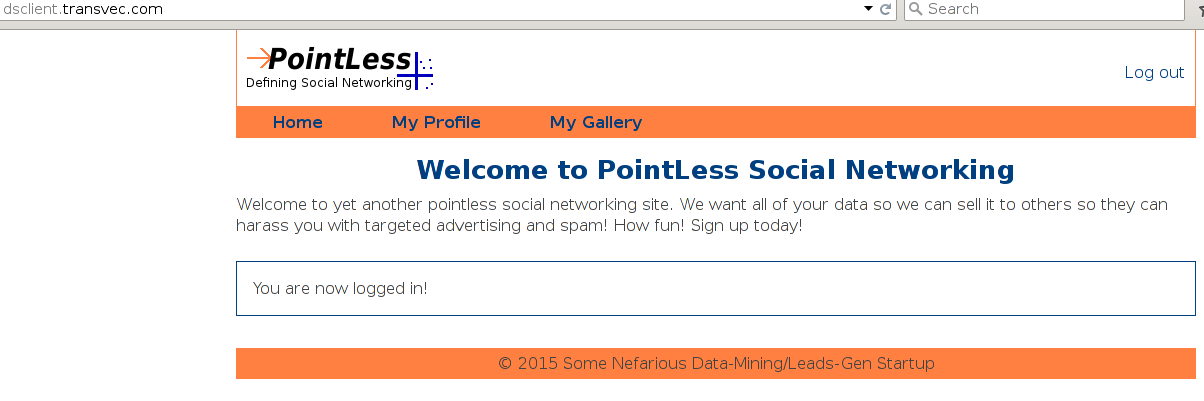 dsclient.transvec.com
Search
PointLess
Defining Social Networking
Log out
Home My Profile My Gallery
Welcome to PointLess Social Networking
Welcome to yet another pointless social networking site. We want all of your data so we can sell it to others so they can
harass you with targeted advertising and spam! How fun! Sign up today!
You are now logged in!
© 2015 Some Nefarious Data-Mining/Leads-Gen Startup